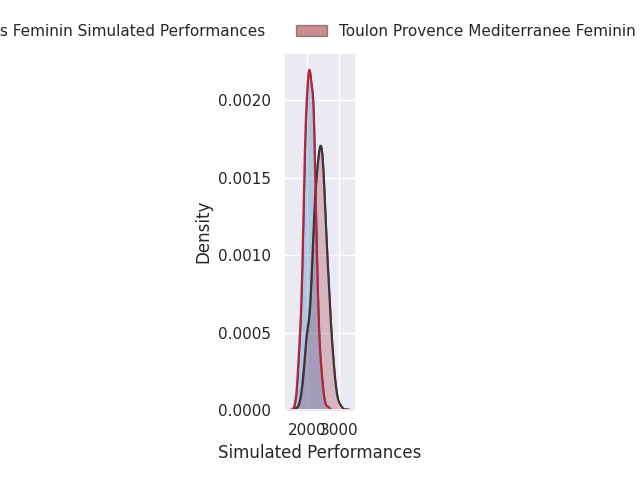 s Feminin Simulated Performances Toulon Provence Mediterranee Feminin
0.0020
0.0015
0.0010
0.0005
0.0000
Density
2000 3000
Simulated Performances